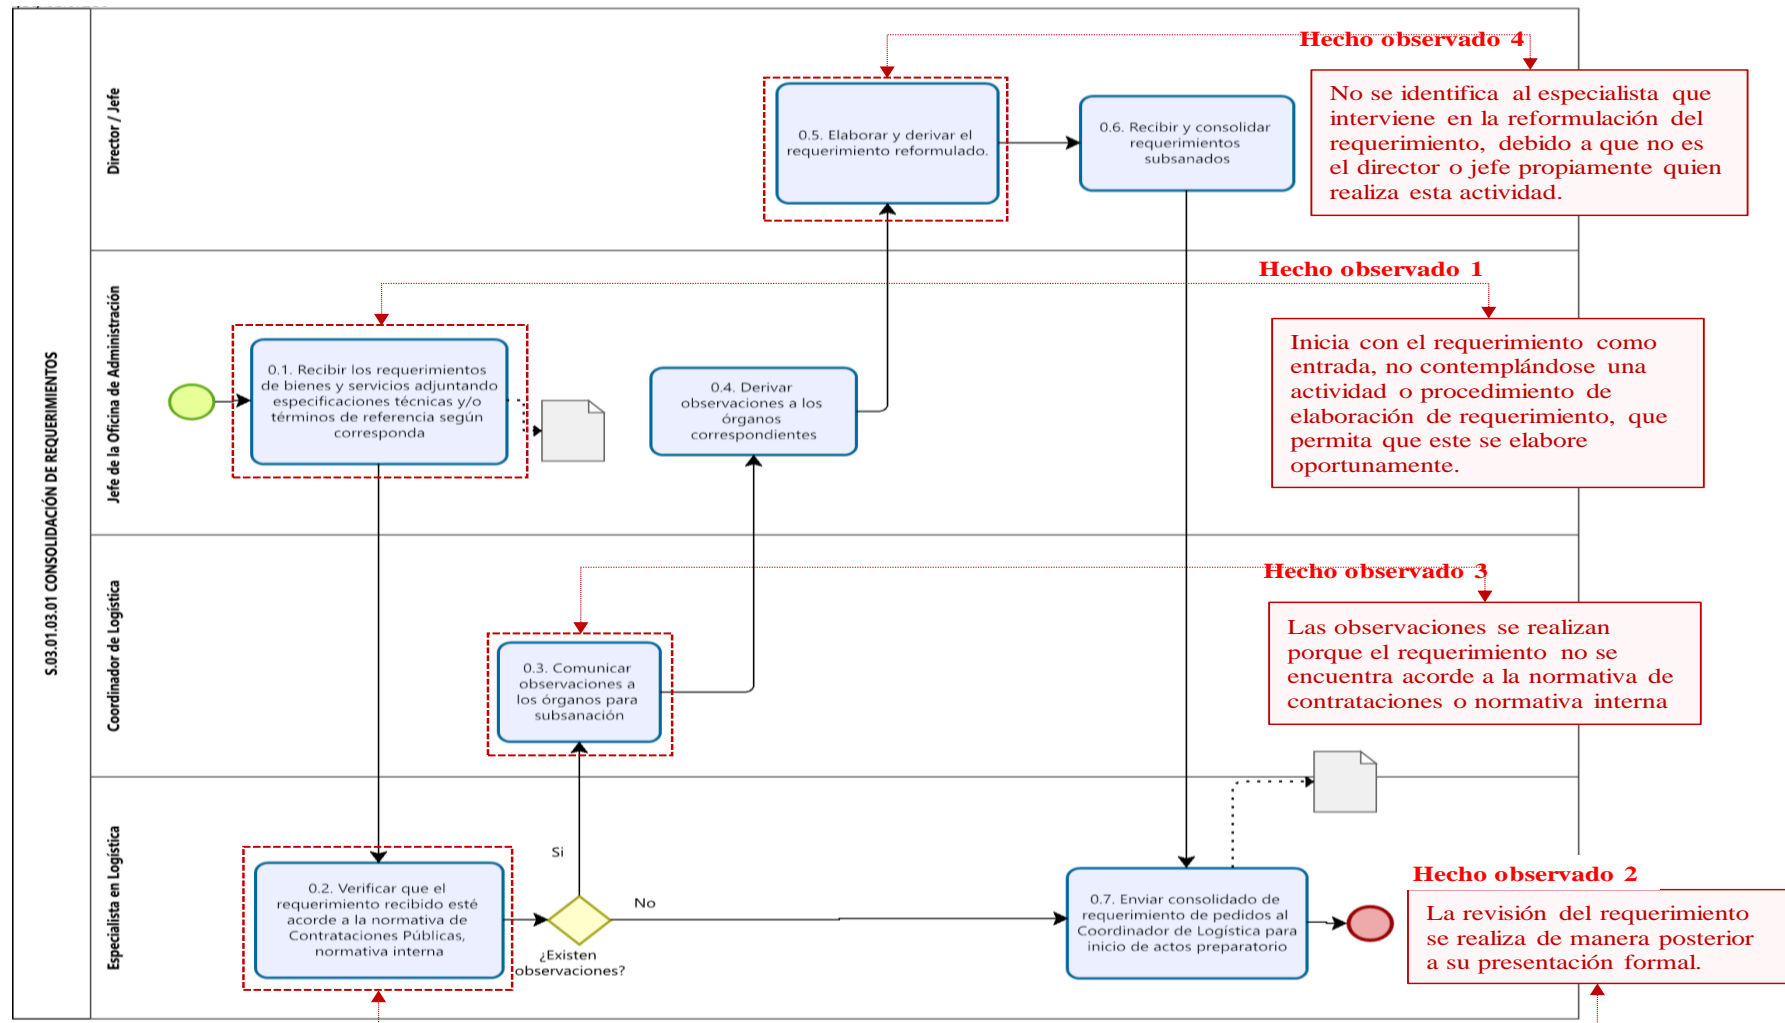 S.03.01.03.01 CONSOLIDACIÓN DE REQUERIMIENTOS
Director / Jefe
0.5. Elaborar y derivar el
requerimiento reformulado.
0.6. Recibir y consolidar
requerimientos
subsanados
Hecho observado 4
No se identifica al especialista que
interviene en la reformulación del
requerimiento, debido a que no es
el director o jefe propiamente quien
realiza esta actividad.
Jefe de la Oficina de Administración
0.1. Recibir los requerimientos
de bienes y servicios adjuntando
especificaciones técnicas y/o
términos de referencia según
corresponda
0.4. Derivar
observaciones a los
órganos
correspondientes
Hecho observado 1
Inicia con el requerimiento como
entrada, no contemplándose una
actividad o procedimiento de
elaboración de requerimiento, que
permita que este se elabore
oportunamente.
Coordinador de Logística
0.3. Comunicar
observaciones a
los órganos para
subsanación
Hecho observado 3
Las observaciones se realizan
porque el requerimiento no se
encuentra acorde a la normativa de
contrataciones o normativa interna
Especialista en Logística
0.2. Verificar que el
requerimiento recibido esté
acorde a la normativa de
Contrataciones Públicas,
normativa interna
Si
No
¿Existen
observaciones?
0.7. Enviar consolidado de
requerimiento de pedidos al
Coordinador de Logística para
inicio de actos preparatorio
Hecho observado 2
La revisión del requerimiento
se realiza de manera posterior
a su presentación formal.